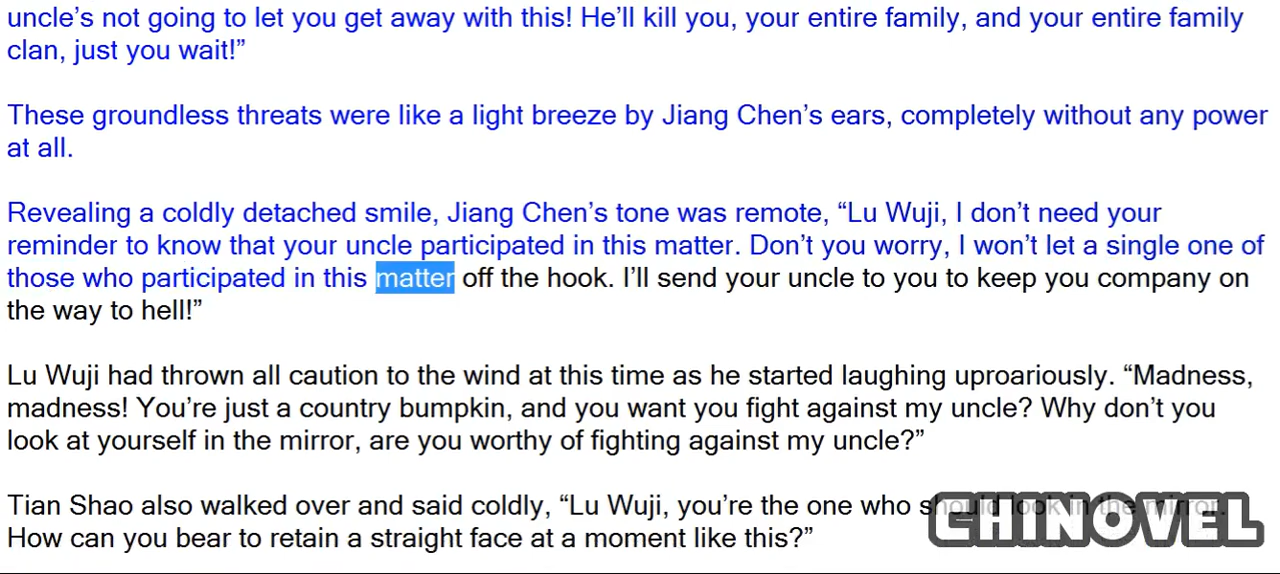 uncle’s not going to let you get away with this! He’ll kill you, your entire family, and your entire family
clan, just you wait!”
These groundless threats were like a light breeze by Jiang Chen’s ears, completely without any power
at all.
Revealing a coldly detached smile, Jiang Chen’s tone was remote, “Lu Wuji, I don’t need your
reminder to know that your uncle participated in this matter. Don’t you worry, I won’t let a single one of
those who participated in this matter off the hook. I’ll send your uncle to you to keep you company on
the way to hell!”
Lu Wuji had thrown all caution to the wind at this time as he started laughing uproariously. “Madness,
madness! You’re just a country bumpkin, and you want you fight against my uncle? Why don’t you
look at yourself in the mirror, are you worthy of fighting against my uncle?”
Tian Shao also walked over and said coldly, “Lu Wuji, you’re the one who should look in the mirror.
How can you bear to retain a straight face at a moment like this?”
CHINOVEL